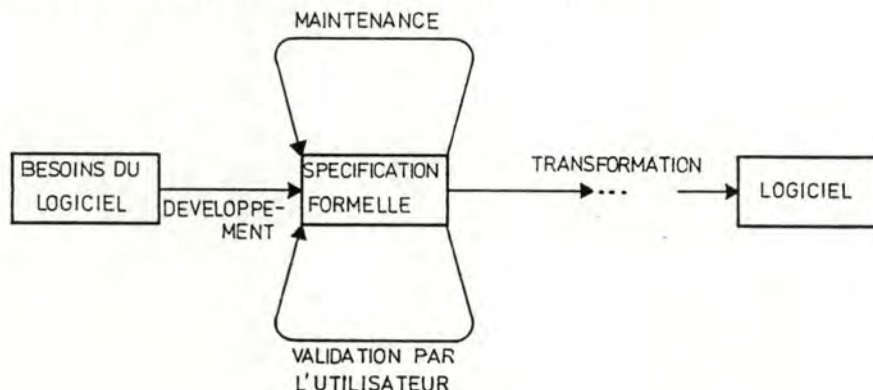 MAINTENANCE
BESOINS DU
LOGICIEL
DEVELOPPE-
MENT
SPECIFICATION
FORMELLE
TRANSFORMATION
...
LOGICIEL
VALIDATION PAR
L'UTILISATEUR